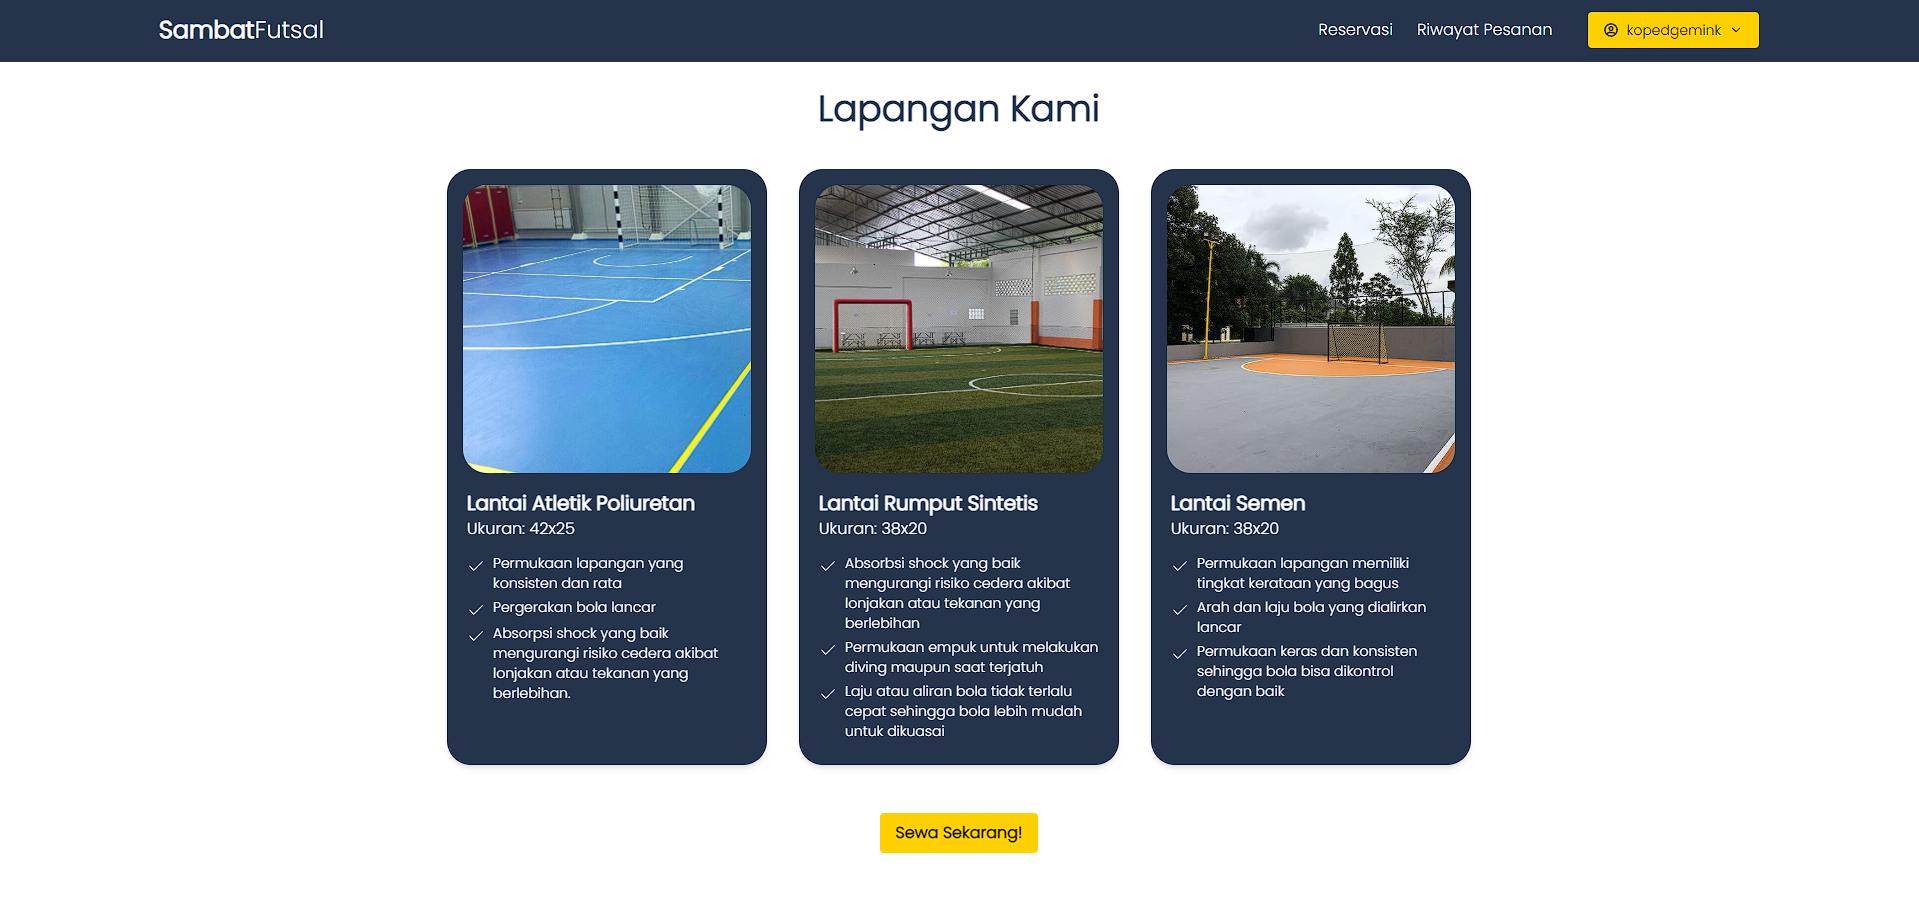 SambatFutsal
Reservasi
Riwayat Pesanan
kopedgemink
Lapangan Kami
Lantai Atletik Poliuretan
Ukuran: 42x25
Permukaan lapangan yang
konsisten dan rata
Pergerakan bola lancar
Absorpsi shock yang baik
mengurangi risiko cedera akibat
lonjakan atau tekanan yang
berlebihan.
Lantai Rumput Sintetis
Ukuran: 38x20
Absorbsi shock yang baik
mengurangi risiko cedera akibat
lonjakan atau tekanan yang
berlebihan
Permukaan empuk untuk melakukan
diving maupun saat terjatuh
Laju atau aliran bola tidak terlalu
cepat sehingga bola lebih mudah
untuk dikuasai
Lantai Semen
Ukuran: 38x20
Permukaan lapangan memiliki
tingkat kerataan yang bagus
Arah dan laju bola yang dialirkan
lancar
Permukaan keras dan konsisten
sehingga bola bisa dikontrol
dengan baik
Sewa Sekarang!